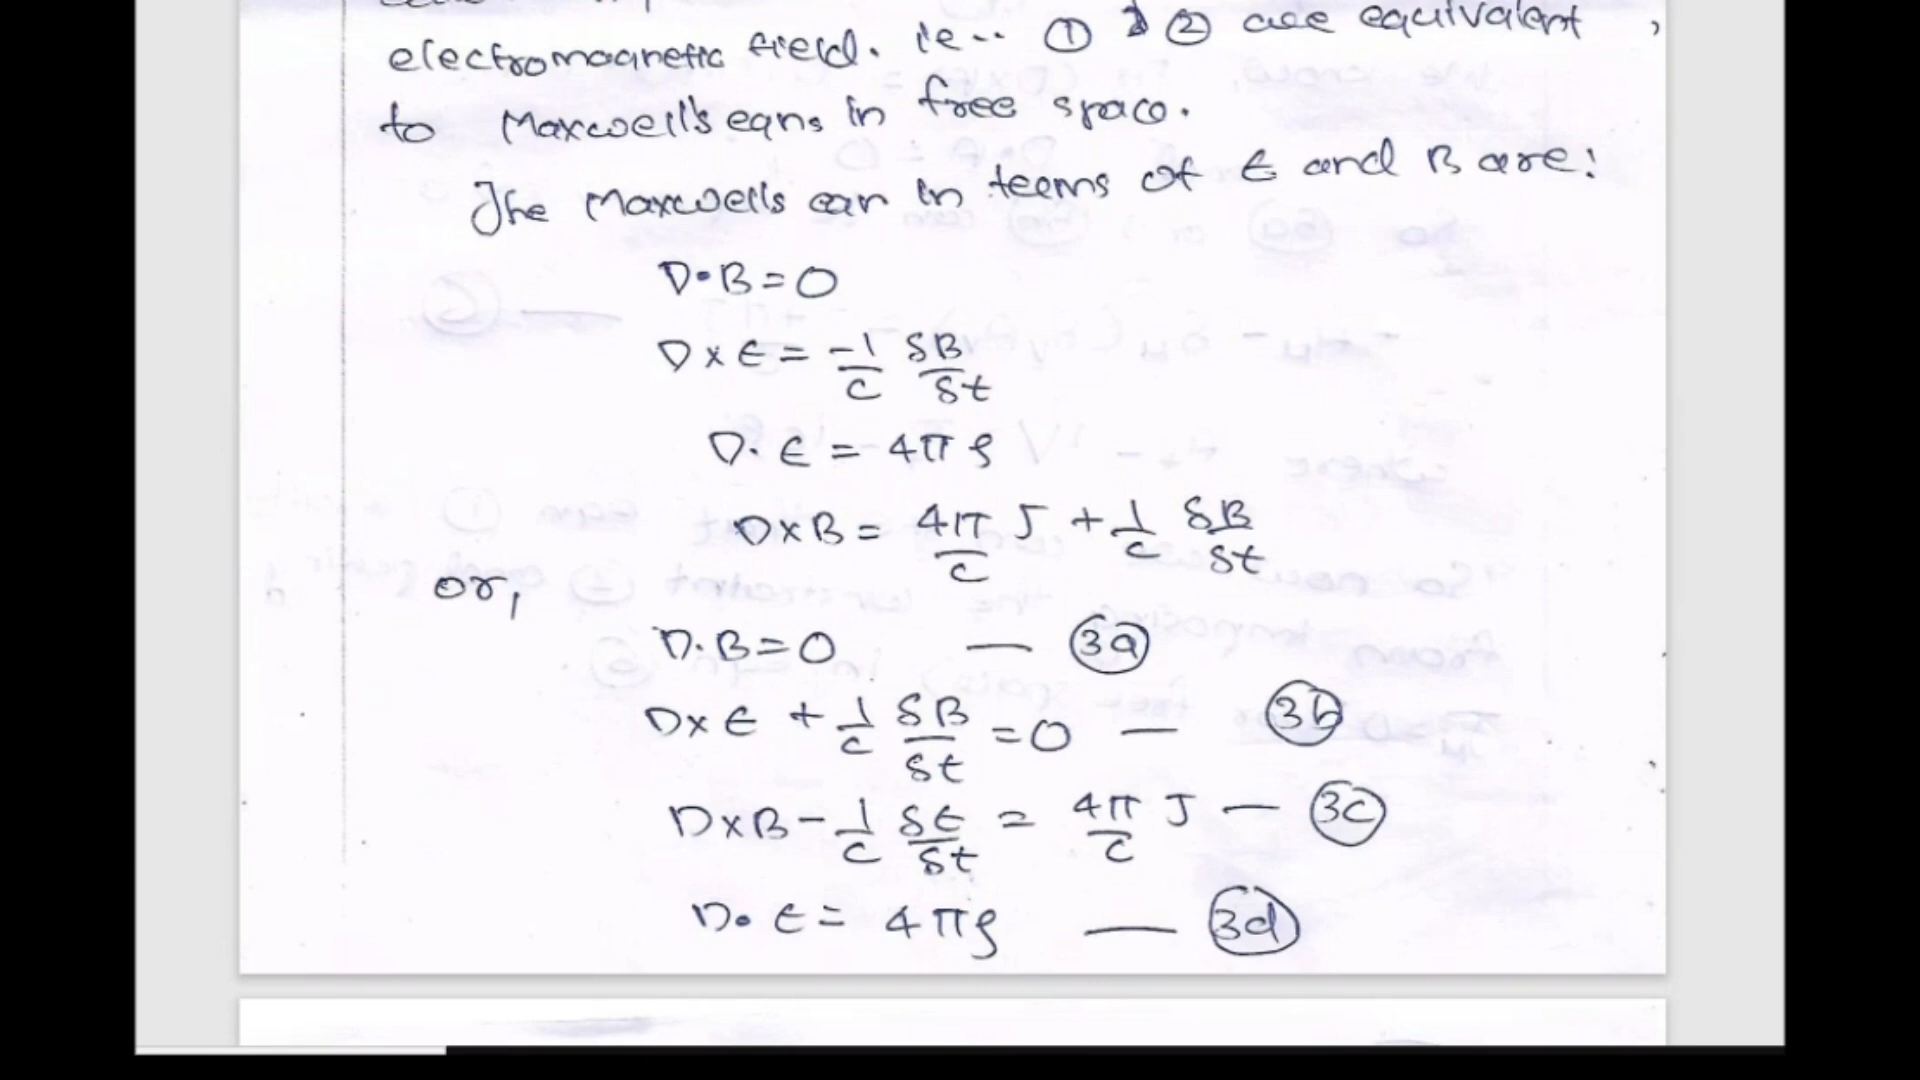 electromagnetic field. ie.. ① & ② are equivalent
to Maxwell's eqns in free space.
The Maxwells eqn in terms of E and B are:
∇·B=0
∇×E = -1/c δB/δt
∇·E = 4πρ
∇×B = 4π/c J + 1/c δB/δt
or,
∇·B=0 — (3a)
∇×E + 1/c δB/δt =0 — (3b)
∇×B - 1/c δE/δt = 4π/c J — (3c)
∇·E = 4πρ — (3d)